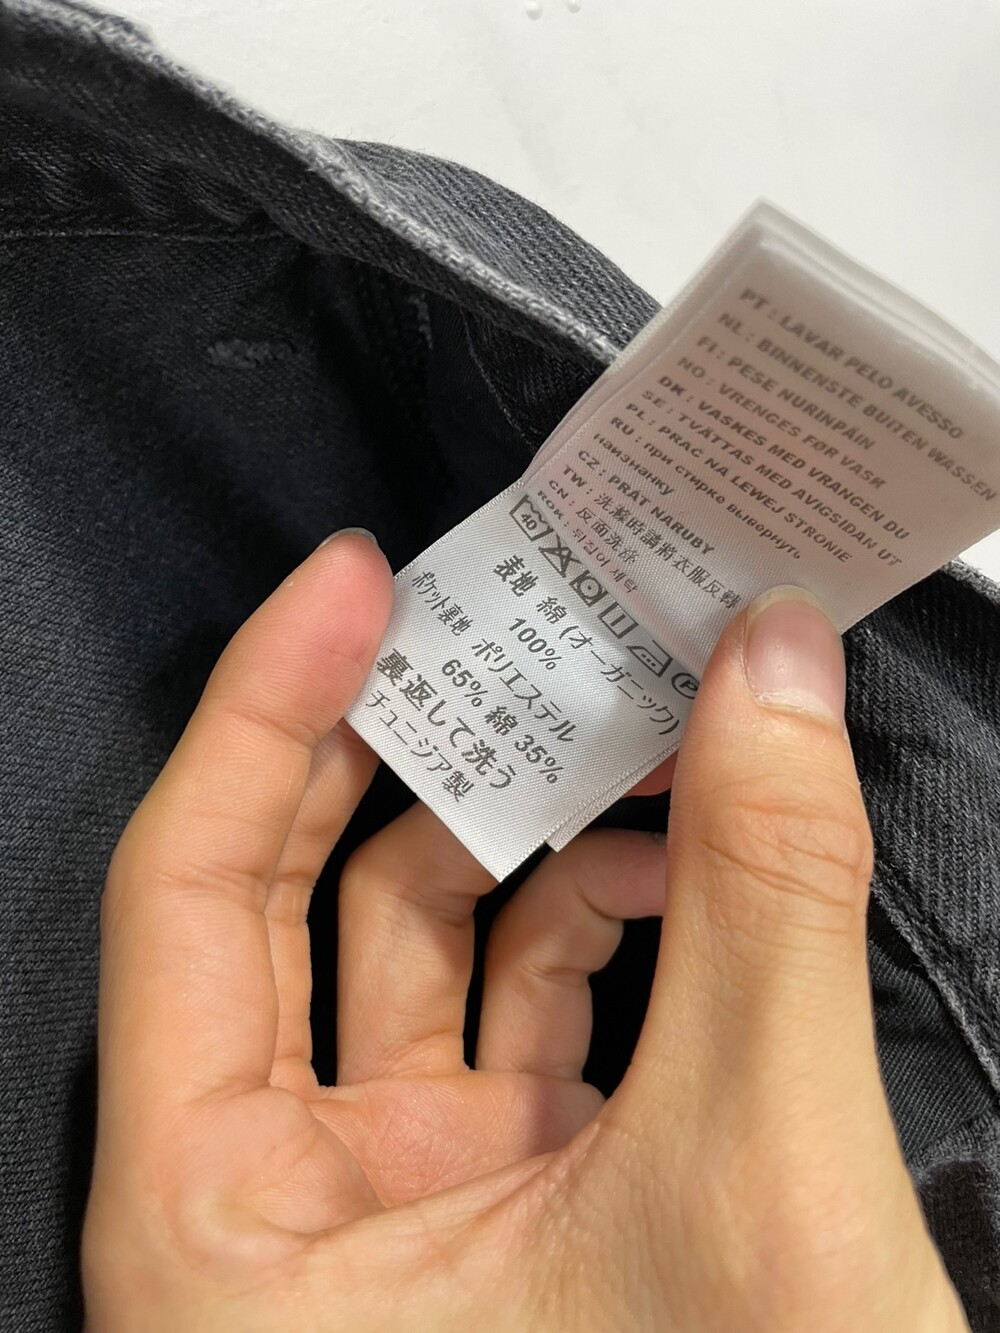 PT : LAVAR PELO AVESSO
NL : BINNENSTE BUITEN WASSEN
FI : PESE NURINPÄIN
NO : VRENGES FØR VASK
DK : VASKES MED VRANGEN DU
SE : TVÄTTAS MED AVIGSIDAN UT
PL : PRAĆ NA LEWEJ STRONIE
RU : при стирке вывернуть
наизнанку
CZ : PRAT NARUBY
TW : 洗滌時請將衣服反轉
CN : 反面洗涤
ROK : 뒤집어 세탁
40
P
表地 綿 (オーガニック)
100%
ポケット裏地 ポリエステル
65% 綿 35%
裏返して洗う
チュニジア製